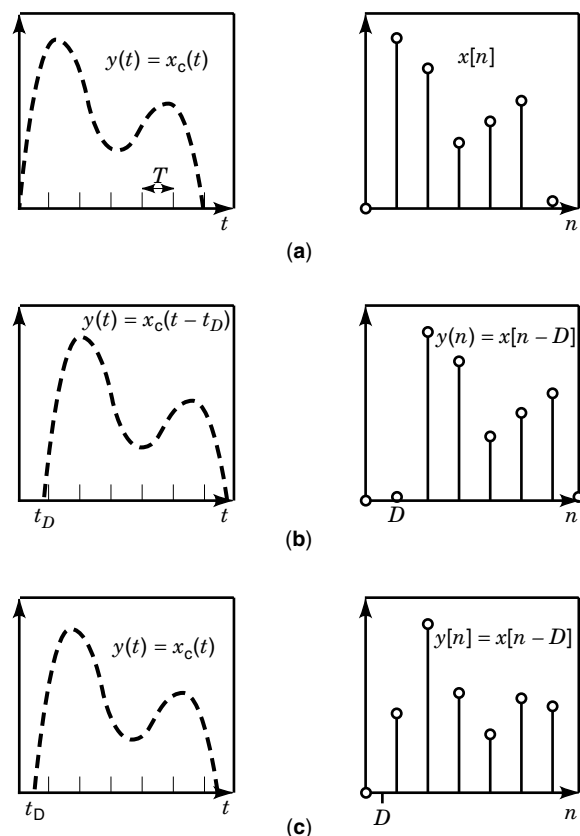 y(t) = x_c(t)
x[n]
T
t
n
(a)
y(t) = x_c(t − t_D)
y(n) = x[n − D]
t_D
t
D
n
(b)
y(t) = x_c(t)
y[n] = x[n − D]
t_D
t
D
n
(c)